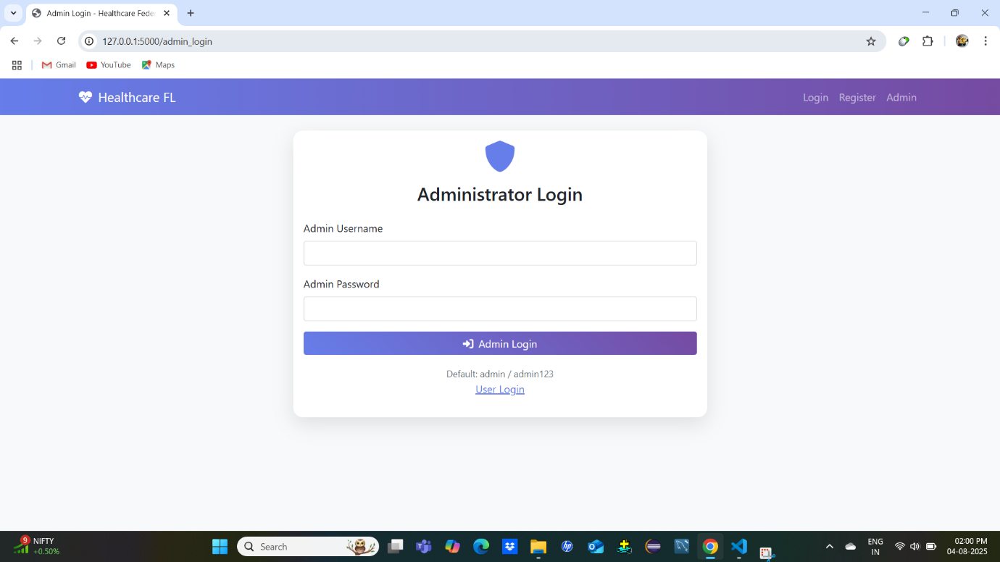 Admin Login - Healthcare Fede
127.0.0.1:5000/admin_login
Gmail YouTube Maps
Healthcare FL Login Register Admin
Administrator Login
Admin Username
Admin Password
Admin Login
Default: admin / admin123
User Login
9 NIFTY
+0.50%
Search
hp
ENG
IN
02:00 PM
04-08-2025